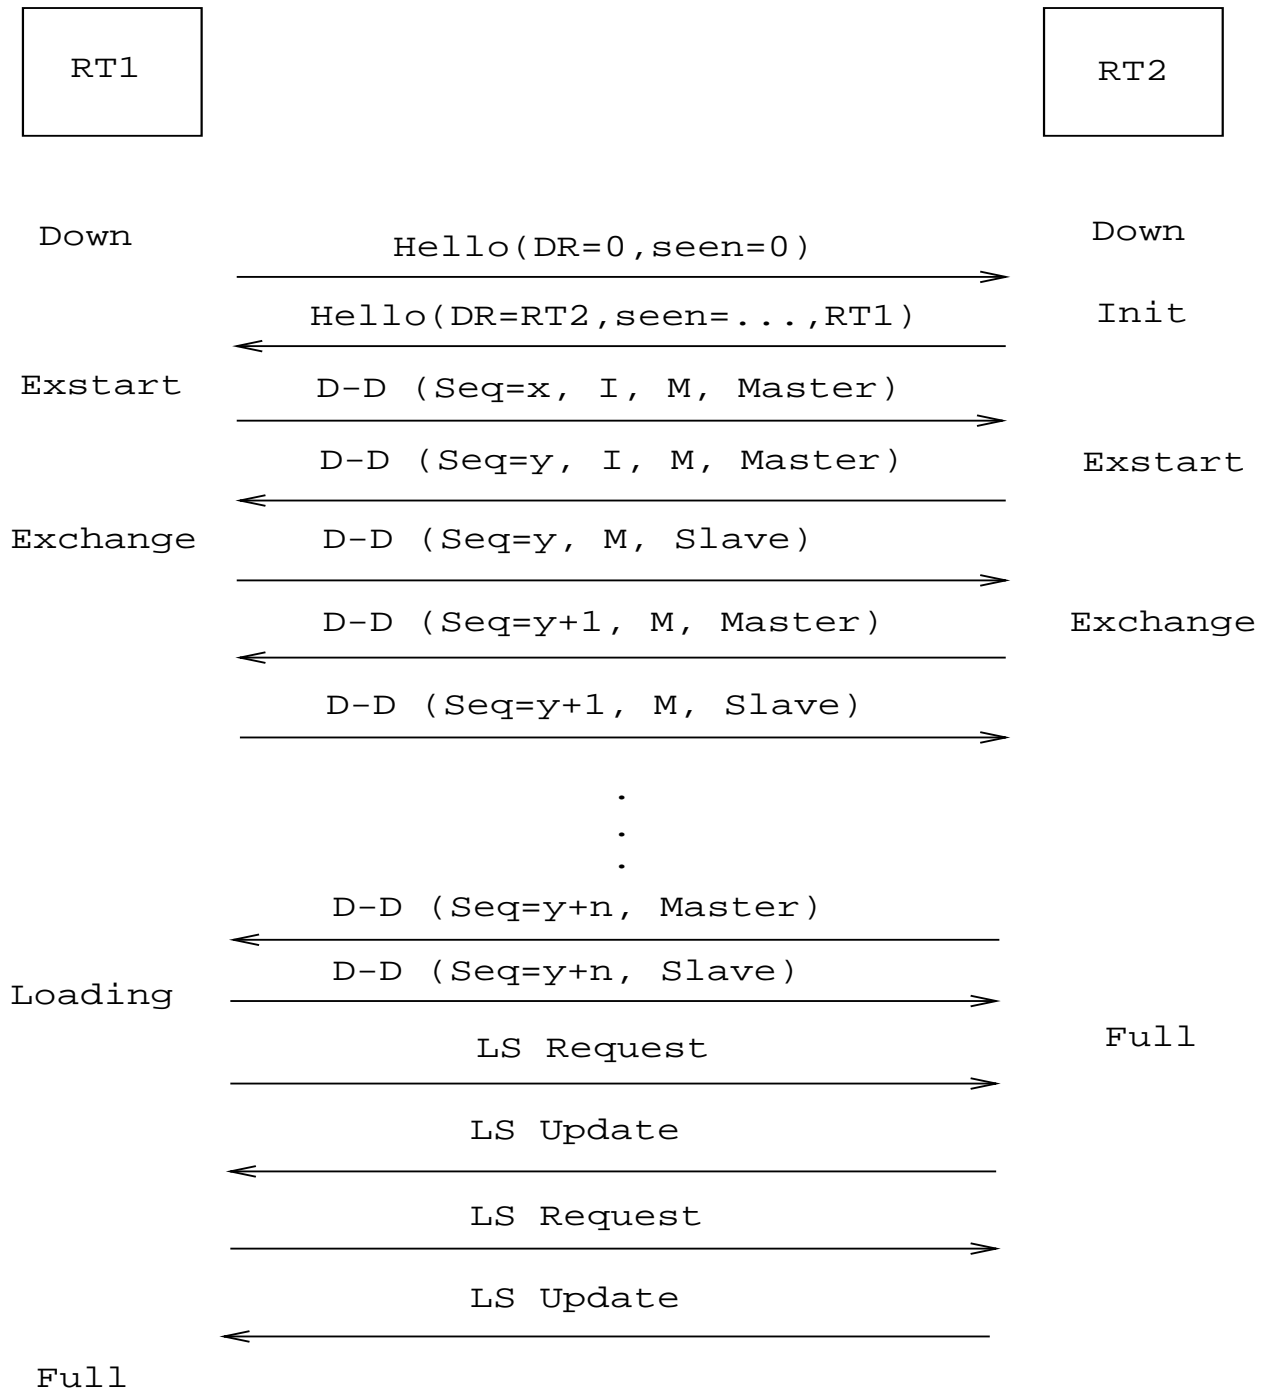 RT1
RT2
Down
Down
Hello(DR=0,seen=0)
Hello(DR=RT2,seen=...,RT1)
Init
Exstart
D-D (Seq=x, I, M, Master)
D-D (Seq=y, I, M, Master)
Exstart
Exchange
D-D (Seq=y, M, Slave)
D-D (Seq=y+1, M, Master)
Exchange
D-D (Seq=y+1, M, Slave)
.
.
.
D-D (Seq=y+n, Master)
D-D (Seq=y+n, Slave)
Loading
Full
LS Request
LS Update
LS Request
LS Update
Full